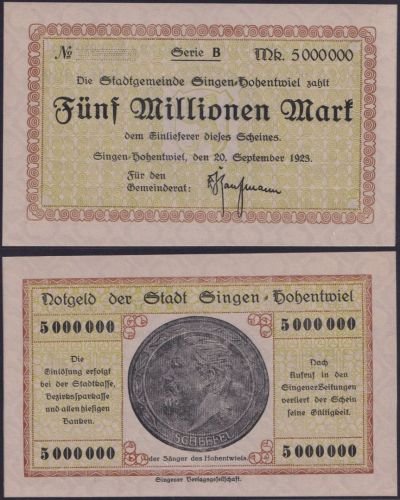 № Serie B Mk. 5000000
Die Stadtgemeinde Singen-Hohentwiel zahlt
Fünf Millionen Mark
dem Einlieferer dieses Scheines.
Singen-Hohentwiel, den 20. September 1923.
Für den
Gemeinderat: Kaufmann
Notgeld der Stadt Singen-Hohentwiel
5000000 5000000
Die
Einlösung erfolgt
bei der Stadtkasse,
Bezirkssparkasse
und allen hiesigen
Banken.
SCHEFFEL
Nach
Aufruf in den
Singener Zeitungen
verliert der Schein
seine Gültigkeit.
5000000 5000000
der Sänger des Hohentwiels.
Singener Verlagsgesellschaft.